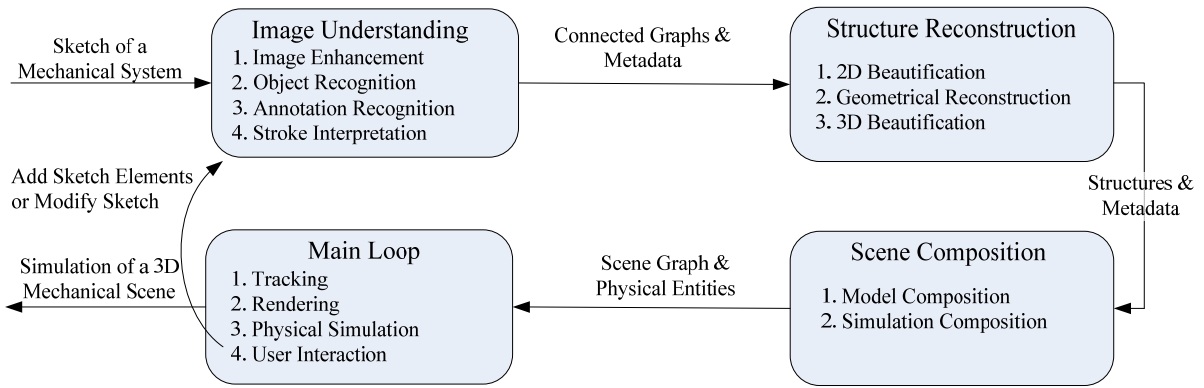 Sketch of a
Mechanical System
Image Understanding
1. Image Enhancement
2. Object Recognition
3. Annotation Recognition
4. Stroke Interpretation
Connected Graphs &
Metadata
Structure Reconstruction
1. 2D Beautification
2. Geometrical Reconstruction
3. 3D Beautification
Structures &
Metadata
Scene Composition
1. Model Composition
2. Simulation Composition
Scene Graph &
Physical Entities
Main Loop
1. Tracking
2. Rendering
3. Physical Simulation
4. User Interaction
Add Sketch Elements
or Modify Sketch
Simulation of a 3D
Mechanical Scene